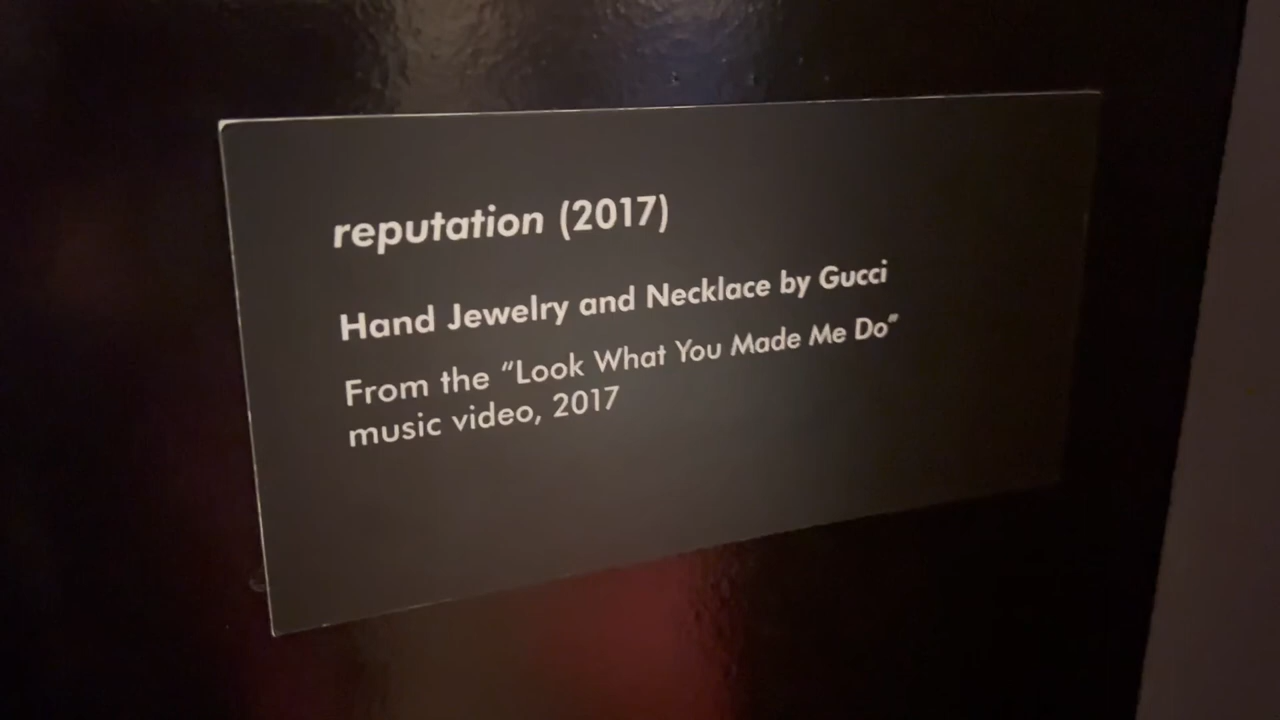 reputation (2017)
Hand Jewelry and Necklace by Gucci
From the “Look What You Made Me Do”
music video, 2017